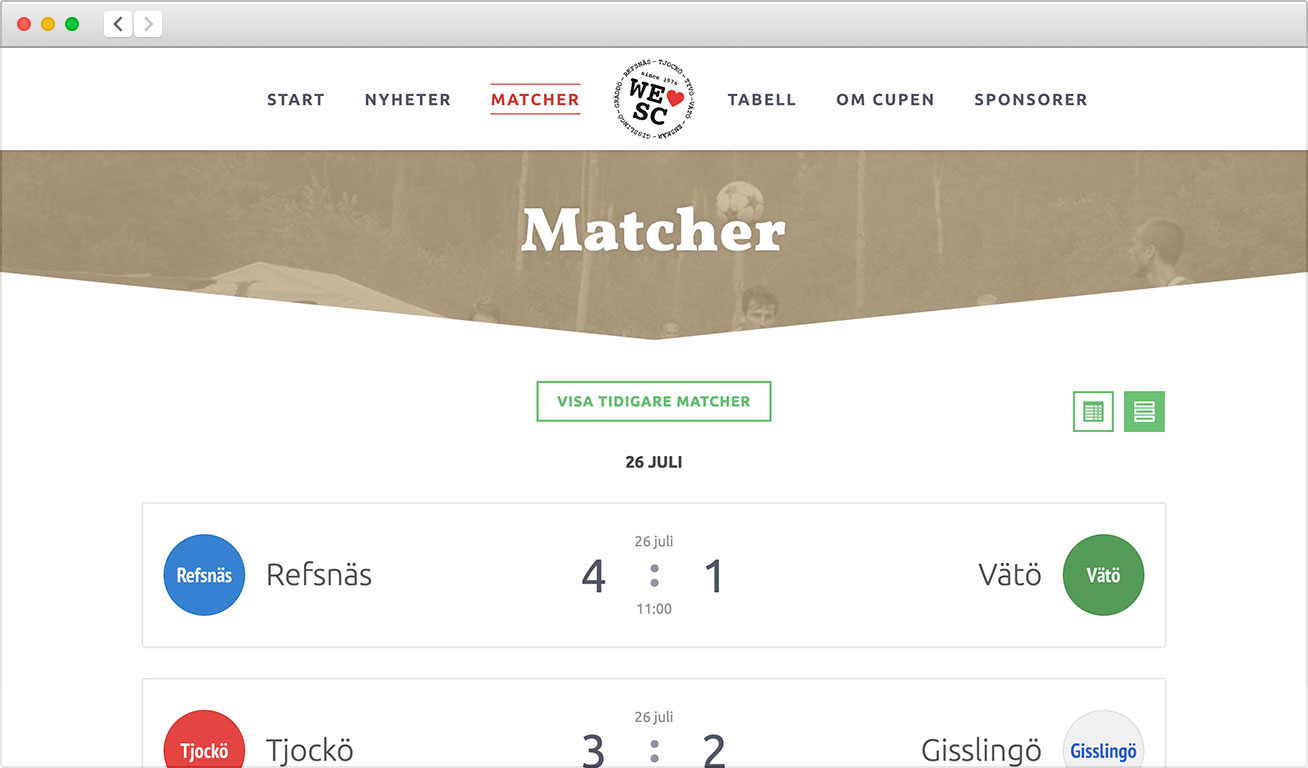 START NYHETER MATCHER TABELL OM CUPEN SPONSORER
GRÄDDÖ - REFSNÄS - TJOCKÖ - TYVÖ - VÄTÖ - ENSKÄR - GISSLINGÖ -
since 1976
WE
SC
Matcher
VISA TIDIGARE MATCHER
26 JULI
26 juli
Refsnäs Refsnäs 4 : 1 Vätö Vätö
11:00
26 juli
Tjockö Tjockö 3 : 2 Gisslingö Gisslingö